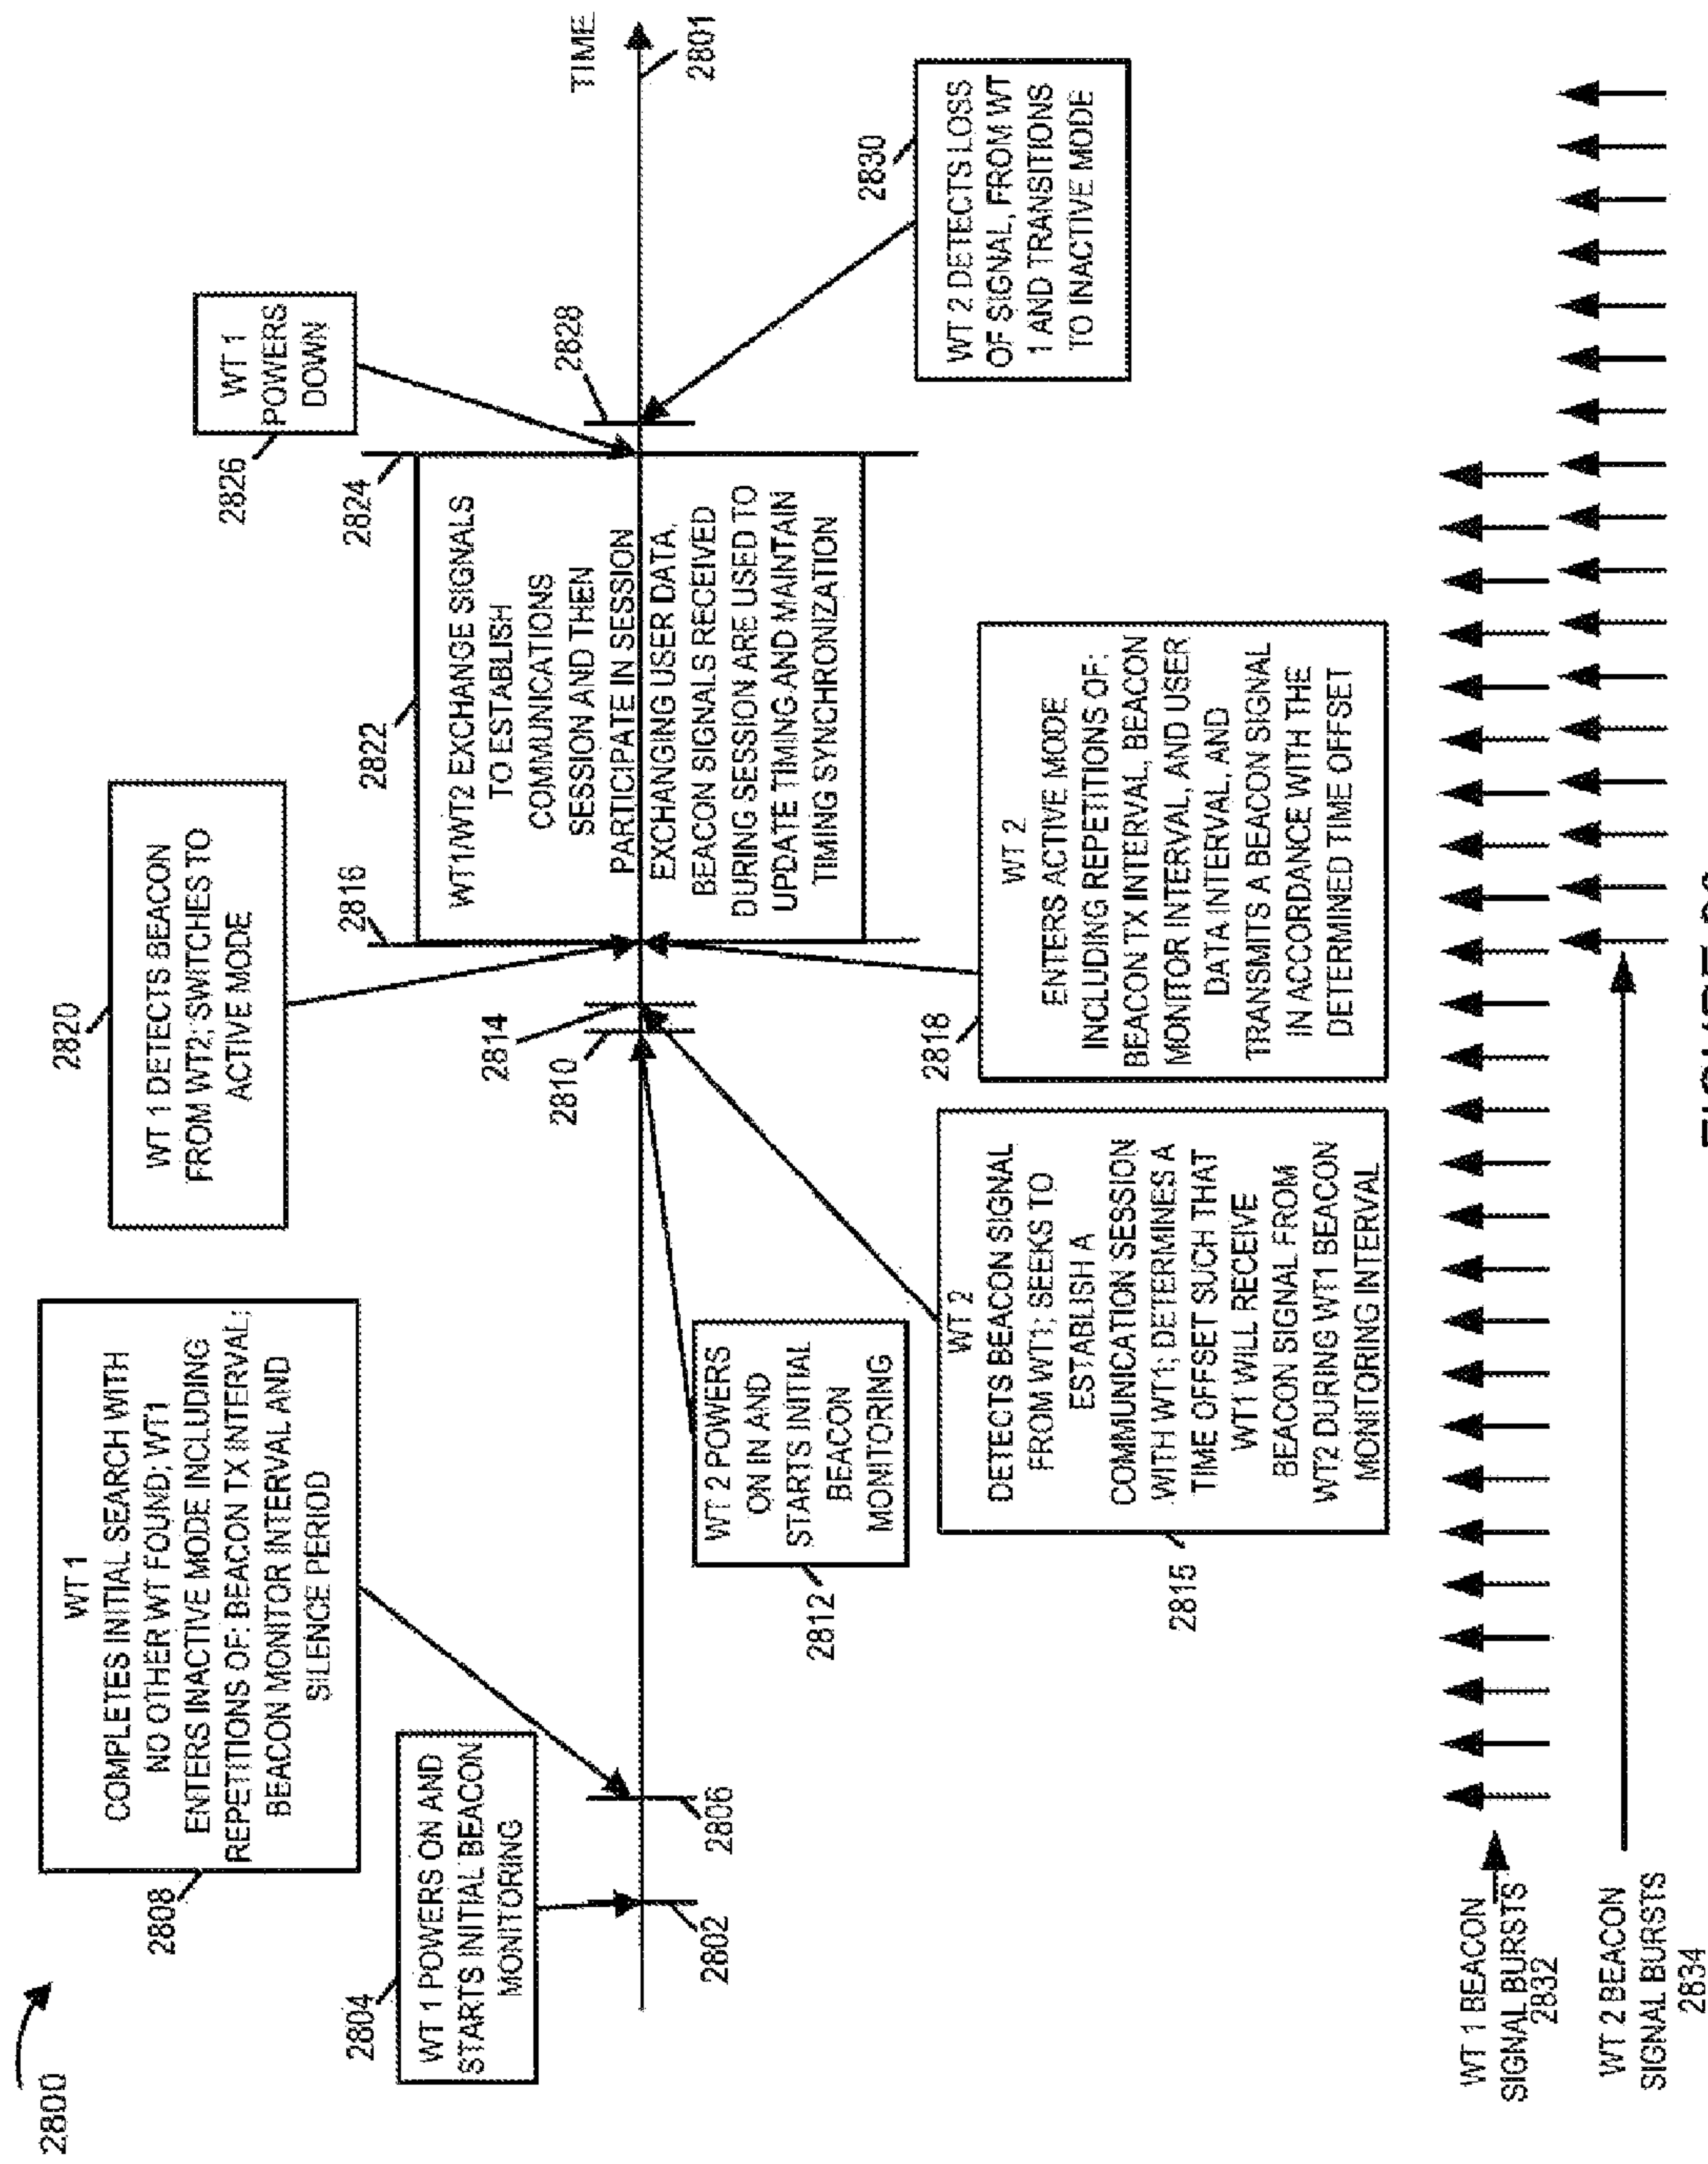 2800
2808
WT 1
COMPLETES INITIAL SEARCH WITH
NO OTHER WT FOUND; WT1
ENTERS INACTIVE MODE INCLUDING
REPETITIONS OF: BEACON TX INTERVAL;
BEACON MONITOR INTERVAL AND
SILENCE PERIOD
2820
WT 1 DETECTS BEACON
FROM WT2; SWITCHES TO
ACTIVE MODE
2826
WT 1
POWERS
DOWN
2804
WT 1 POWERS ON AND
STARTS INITIAL BEACON
MONITORING
2816
2822
2824
WT1/WT2 EXCHANGE SIGNALS
TO ESTABLISH
COMMUNICATIONS
SESSION AND THEN
PARTICIPATE IN SESSION
EXCHANGING USER DATA,
BEACON SIGNALS RECEIVED
DURING SESSION ARE USED TO
UPDATE TIMING AND MAINTAIN
TIMING SYNCHRONIZATION
2814
2810
2828
TIME
2801
2802
2806
2812
WT 2 POWERS
ON IN AND
STARTS INITIAL
BEACON
MONITORING
2815
WT 2
DETECTS BEACON SIGNAL
FROM WT1; SEEKS TO
ESTABLISH A
COMMUNICATION SESSION
WITH WT1; DETERMINES A
TIME OFFSET SUCH THAT
WT1 WILL RECEIVE
BEACON SIGNAL FROM
WT2 DURING WT1 BEACON
MONITORING INTERVAL
2818
WT 2
ENTERS ACTIVE MODE
INCLUDING REPETITIONS OF:
BEACON TX INTERVAL, BEACON
MONITOR INTERVAL, AND USER
DATA INTERVAL, AND
TRANSMITS A BEACON SIGNAL
IN ACCORDANCE WITH THE
DETERMINED TIME OFFSET
2830
WT 2 DETECTS LOSS
OF SIGNAL, FROM WT
1 AND TRANSITIONS
TO INACTIVE MODE
WT 1 BEACON
SIGNAL BURSTS
2832
WT 2 BEACON
SIGNAL BURSTS
2834